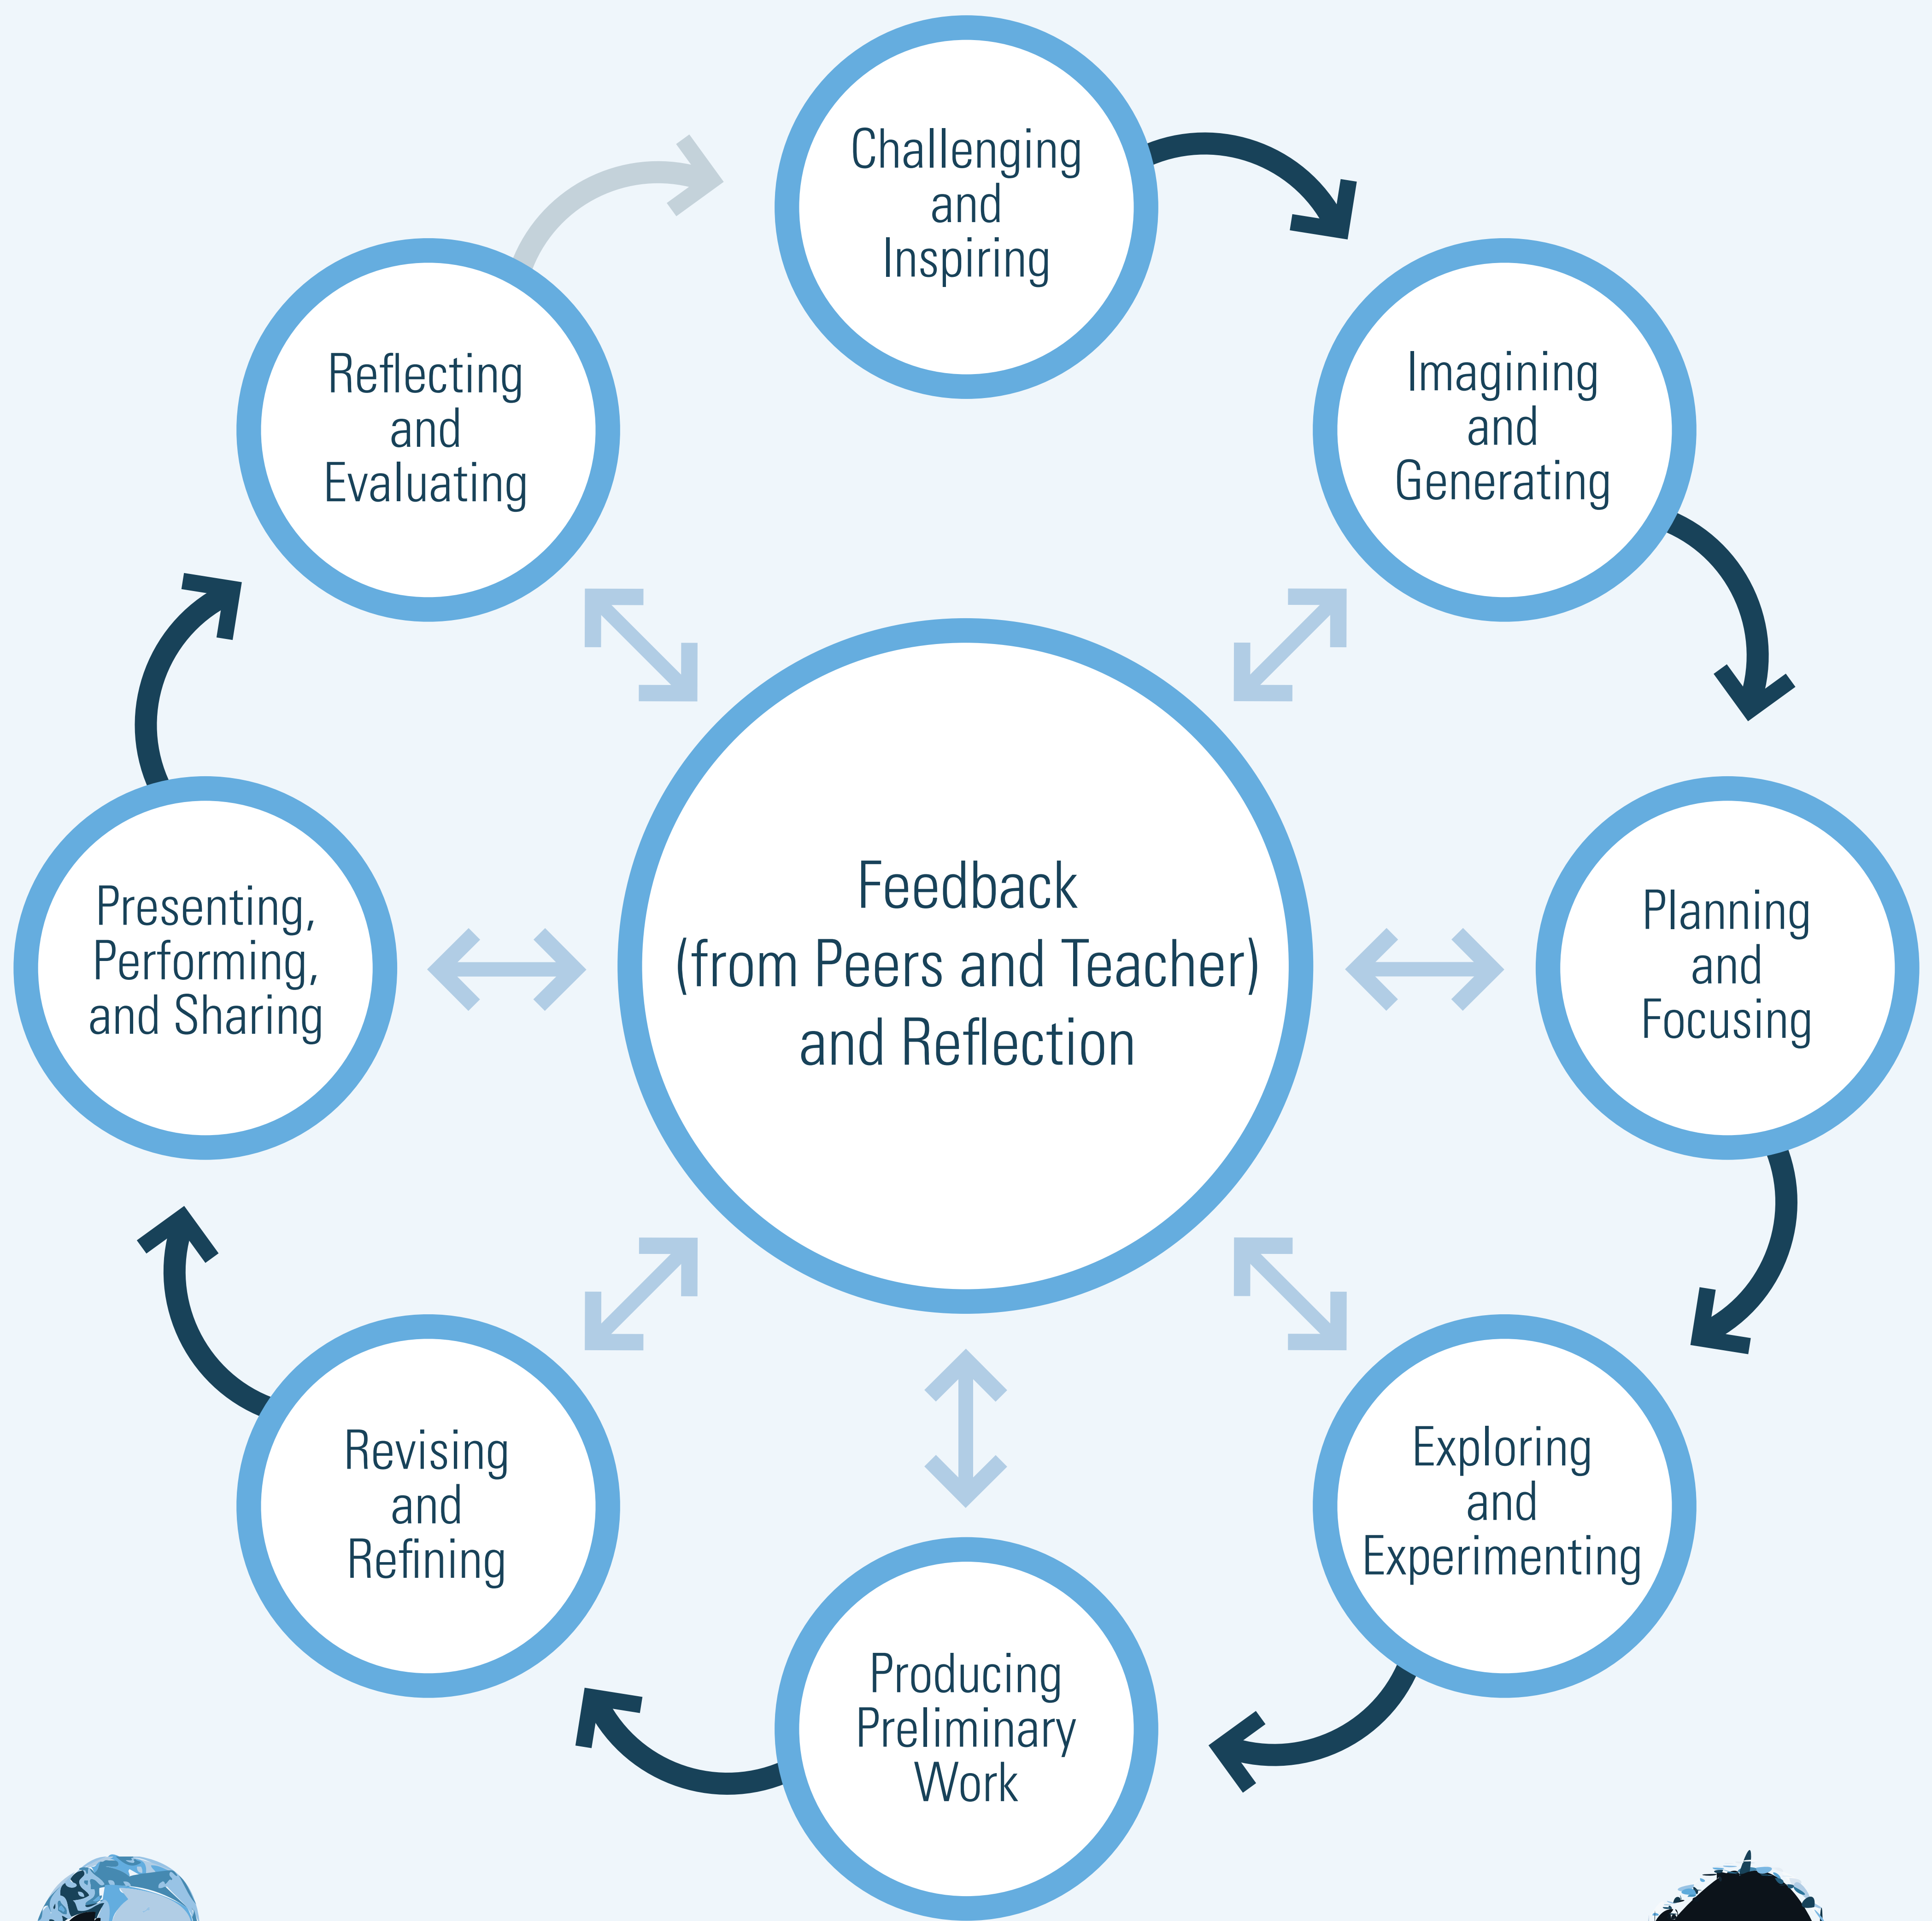 Challenging
and
Inspiring
Imagining
and
Generating
Planning
and
Focusing
Exploring
and
Experimenting
Producing
Preliminary
Work
Revising
and
Refining
Presenting,
Performing,
and Sharing
Reflecting
and
Evaluating
Feedback
(from Peers and Teacher)
and Reflection